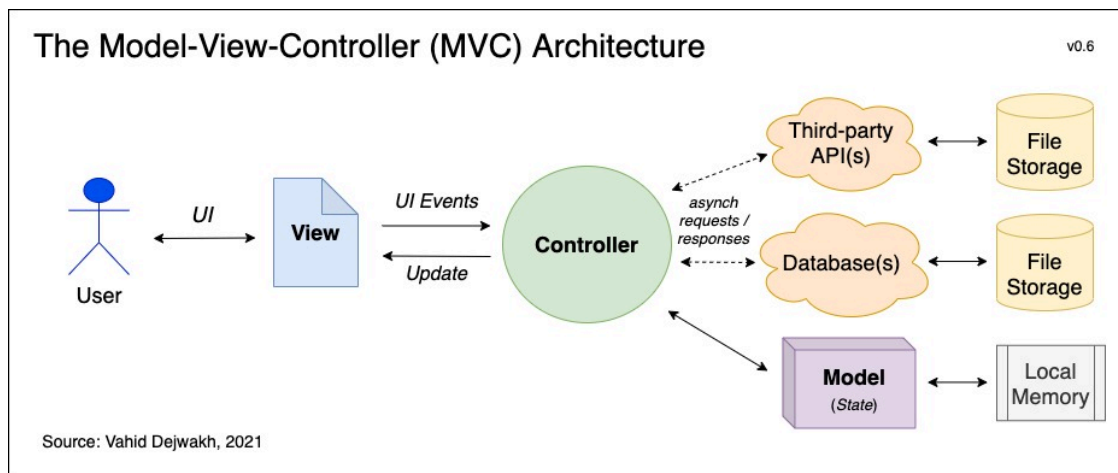 The Model-View-Controller (MVC) Architecture
v0.6
User
UI
View
UI Events
Update
Controller
asynch
requests /
responses
Third-party
API(s)
File
Storage
Database(s)
File
Storage
Model
(State)
Local
Memory
Source: Vahid Dejwakh, 2021